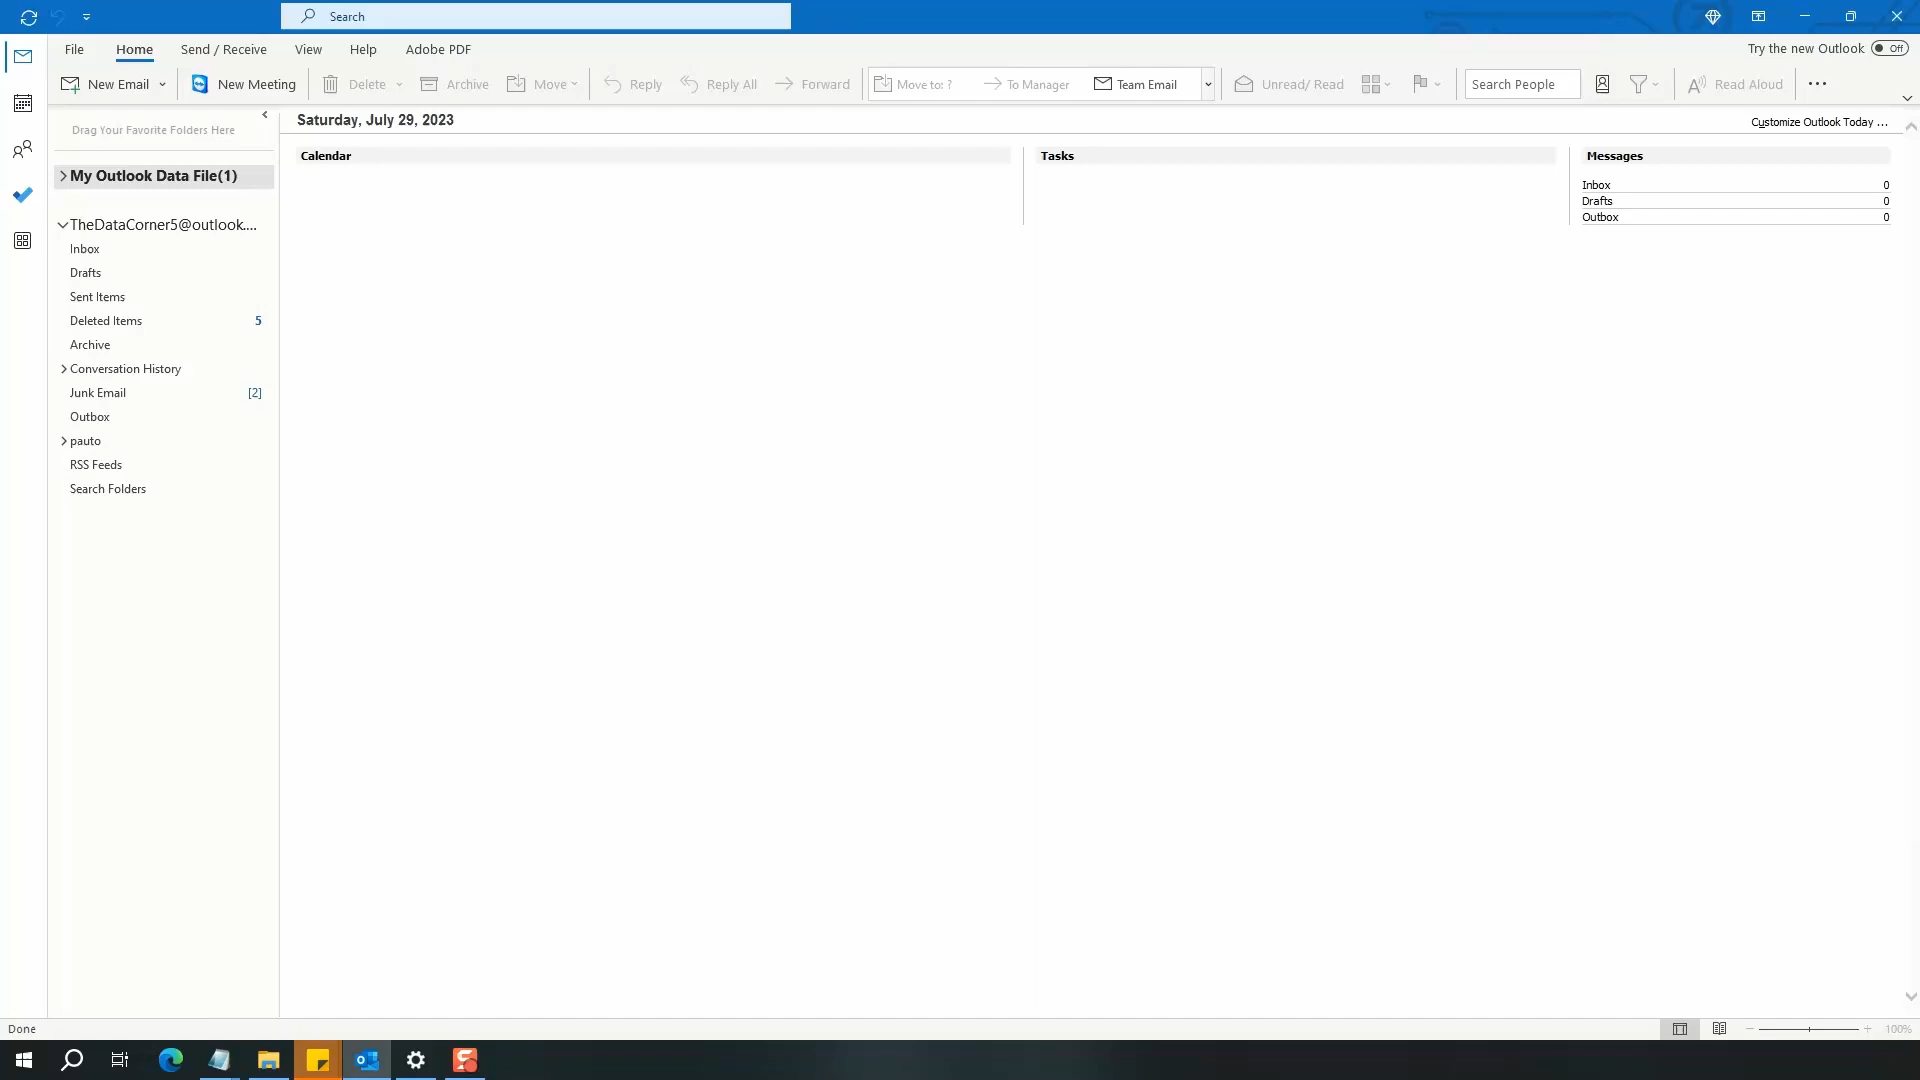 Search
File Home Send / Receive View Help Adobe PDF Try the new Outlook Off
New Email New Meeting Delete Archive Move Reply Reply All Forward Move to: ? To Manager Team Email Unread/ Read Search People Read Aloud
Drag Your Favorite Folders Here
Saturday, July 29, 2023 Customize Outlook Today ...
Calendar Tasks Messages
My Outlook Data File(1)
Inbox 0
Drafts 0
Outbox 0
TheDataCorner5@outlook....
Inbox
Drafts
Sent Items
Deleted Items 5
Archive
Conversation History
Junk Email [2]
Outbox
pauto
RSS Feeds
Search Folders
Done 100%